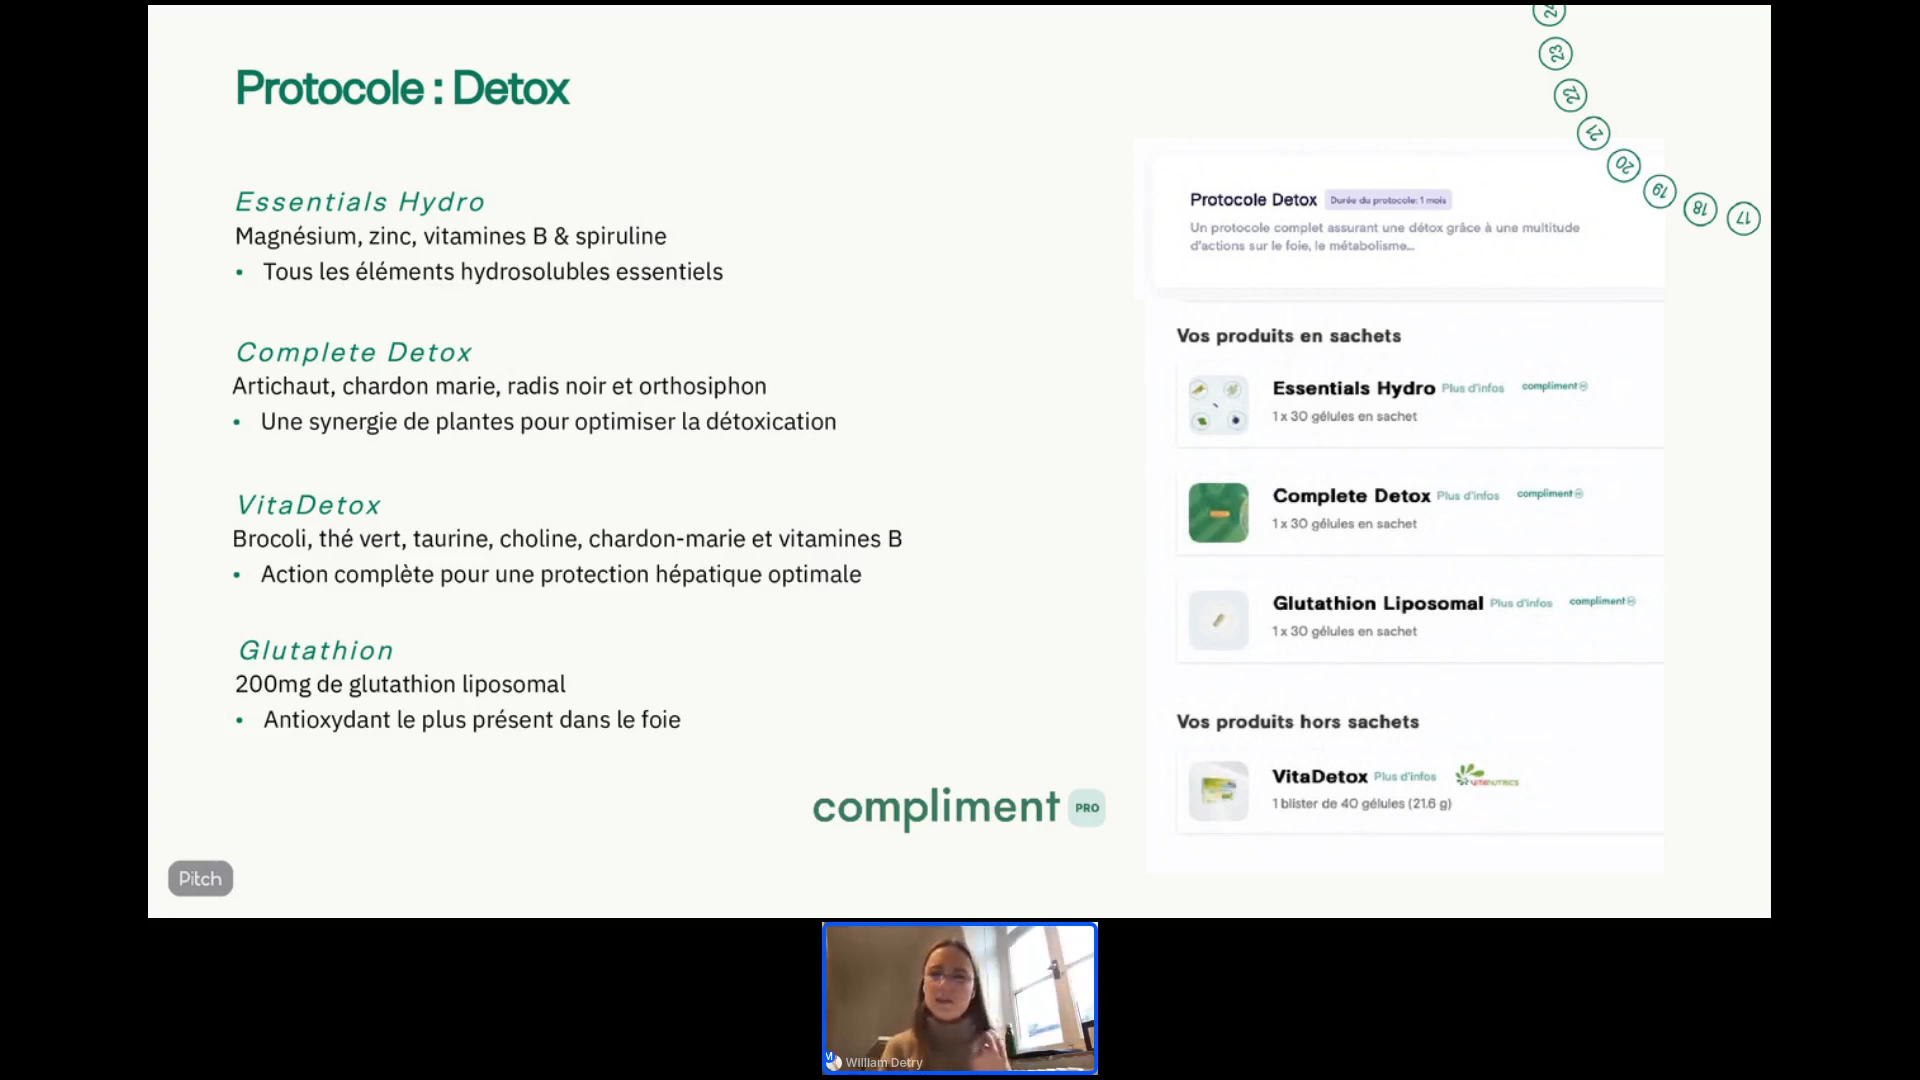 Protocole : Detox
Essentials Hydro
Magnésium, zinc, vitamines B & spiruline
• Tous les éléments hydrosolubles essentiels
Complete Detox
Artichaut, chardon marie, radis noir et orthosiphon
• Une synergie de plantes pour optimiser la détoxication
VitaDetox
Brocoli, thé vert, taurine, choline, chardon-marie et vitamines B
• Action complète pour une protection hépatique optimale
Glutathion
200mg de glutathion liposomal
• Antioxydant le plus présent dans le foie
compliment PRO
Pitch
24
23
22
21
20
19
18
17
Protocole Detox Durée du protocole: 1 mois
Un protocole complet assurant une détox grâce à une multitude
d'actions sur le foie, le métabolisme...
Vos produits en sachets
Essentials Hydro Plus d'infos compliment
1 x 30 gélules en sachet
Complete Detox Plus d'infos compliment
1 x 30 gélules en sachet
Glutathion Liposomal Plus d'infos compliment
1 x 30 gélules en sachet
Vos produits hors sachets
VitaDetox Plus d'infos VITANUTRICS
1 blister de 40 gélules (21.6 g)
William Detry